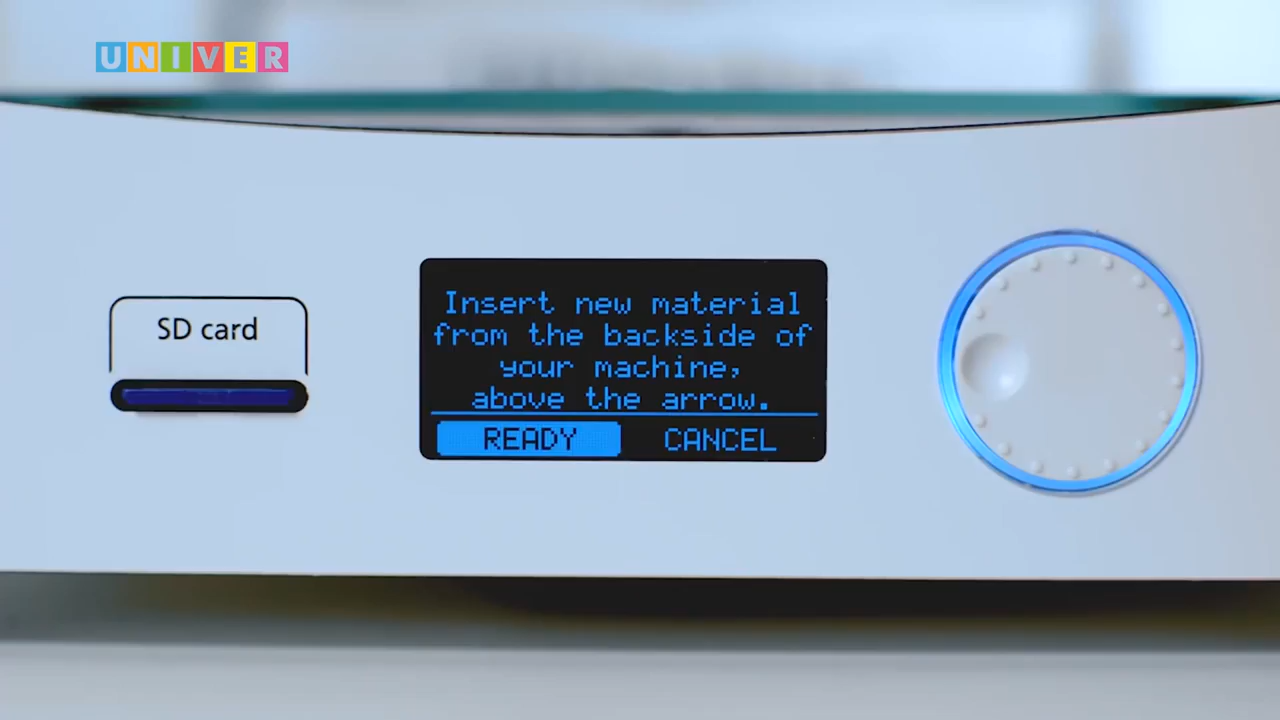 UNIVER
SD card
Insert new material
from the backside of
your machine,
above the arrow.
READY CANCEL